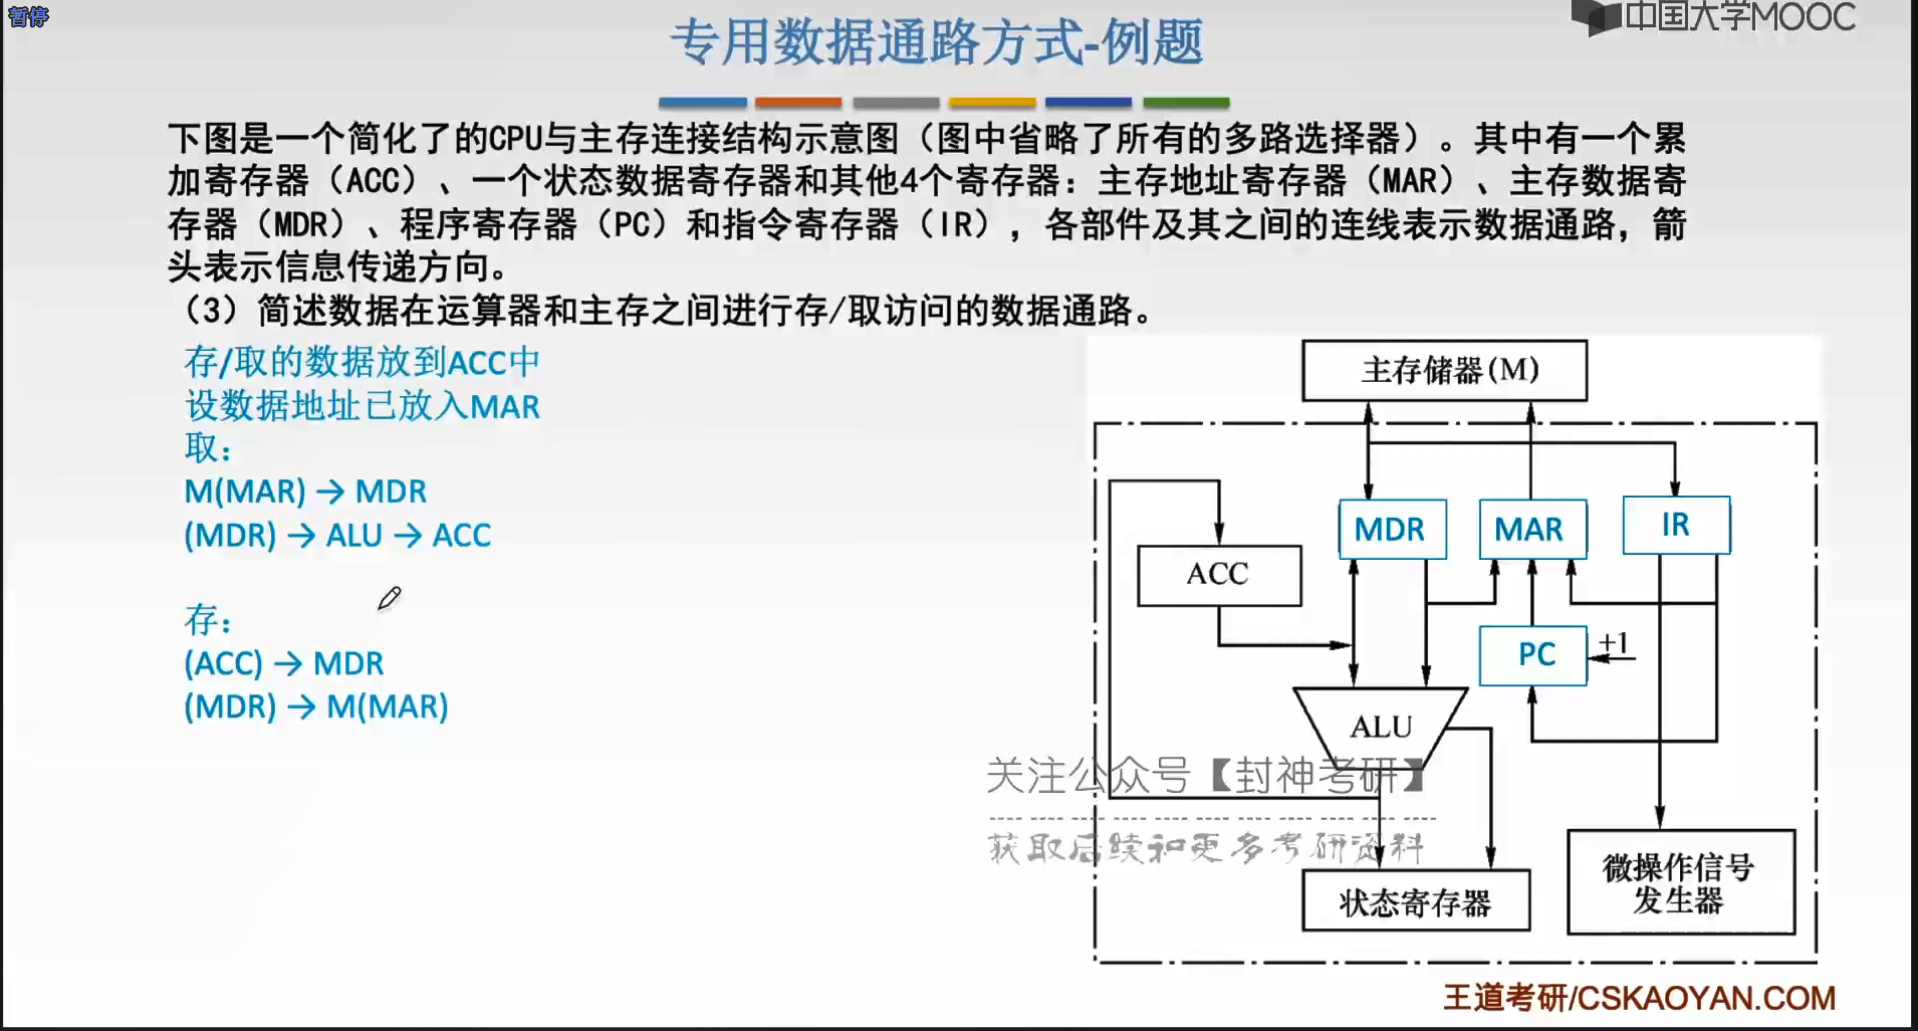 暂停
中国大学MOOC
专用数据通路方式-例题
下图是一个简化了的CPU与主存连接结构示意图（图中省略了所有的多路选择器）。其中有一个累
加寄存器（ACC）、一个状态数据寄存器和其他4个寄存器：主存地址寄存器（MAR）、主存数据寄
存器（MDR）、程序寄存器（PC）和指令寄存器（IR），各部件及其之间的连线表示数据通路，箭
头表示信息传递方向。
（3）简述数据在运算器和主存之间进行存/取访问的数据通路。
存/取的数据放到ACC中
设数据地址已放入MAR
取：
M(MAR) → MDR
(MDR) → ALU → ACC
存：
(ACC) → MDR
(MDR) → M(MAR)
主存储器(M)
MDR
MAR
IR
ACC
PC
+1
ALU
关注公众号【封神考研】
获取后续和更多考研资料
状态寄存器
微操作信号
发生器
王道考研/CSKAOYAN.COM